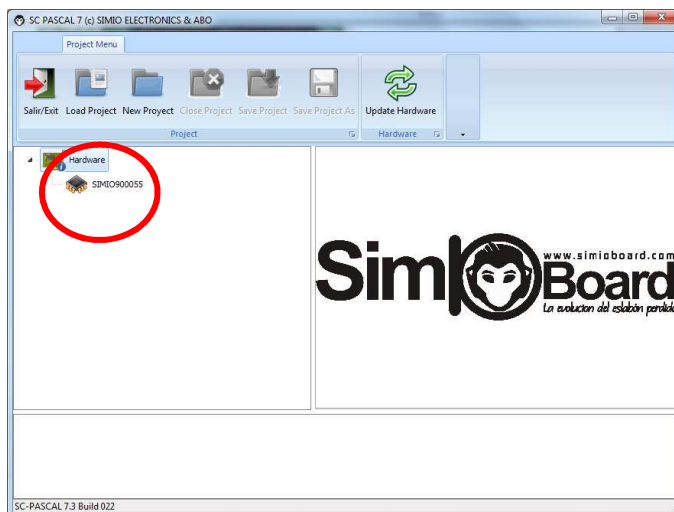 SC PASCAL 7 (c) SIMIO ELECTRONICS & ABO
Project Menu
Salir/Exit Load Project New Proyect Close Project Save Project Save Project As Update Hardware
Project Hardware
Hardware
SIMIO900055
www.simioboard.com
Simio Board
La evolucion del eslabón perdido
SC-PASCAL 7.3 Build 022